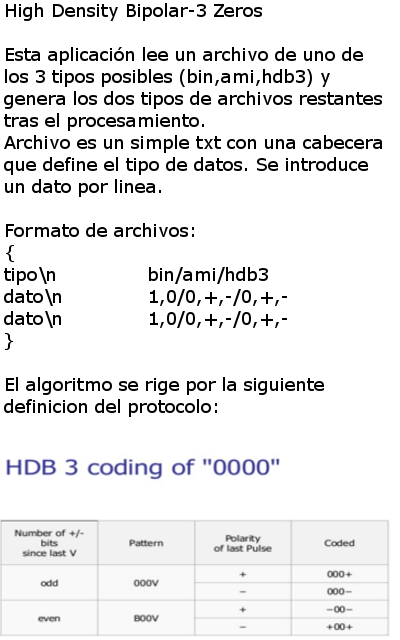 High Density Bipolar-3 Zeros
Esta aplicación lee un archivo de uno de
los 3 tipos posibles (bin,ami,hdb3) y
genera los dos tipos de archivos restantes
tras el procesamiento.
Archivo es un simple txt con una cabecera
que define el tipo de datos. Se introduce
un dato por linea.
Formato de archivos:
{
tipo\n bin/ami/hdb3
dato\n 1,0/0,+,-/0,+,-
dato\n 1,0/0,+,-/0,+,-
}
El algoritmo se rige por la siguiente
definicion del protocolo:
HDB 3 coding of "0000"
Number of +/-
bits
since last V
Pattern
Polarity
of last Pulse
Coded
odd
000V
+
000+
−
000−
even
B00V
+
−00−
−
+00+